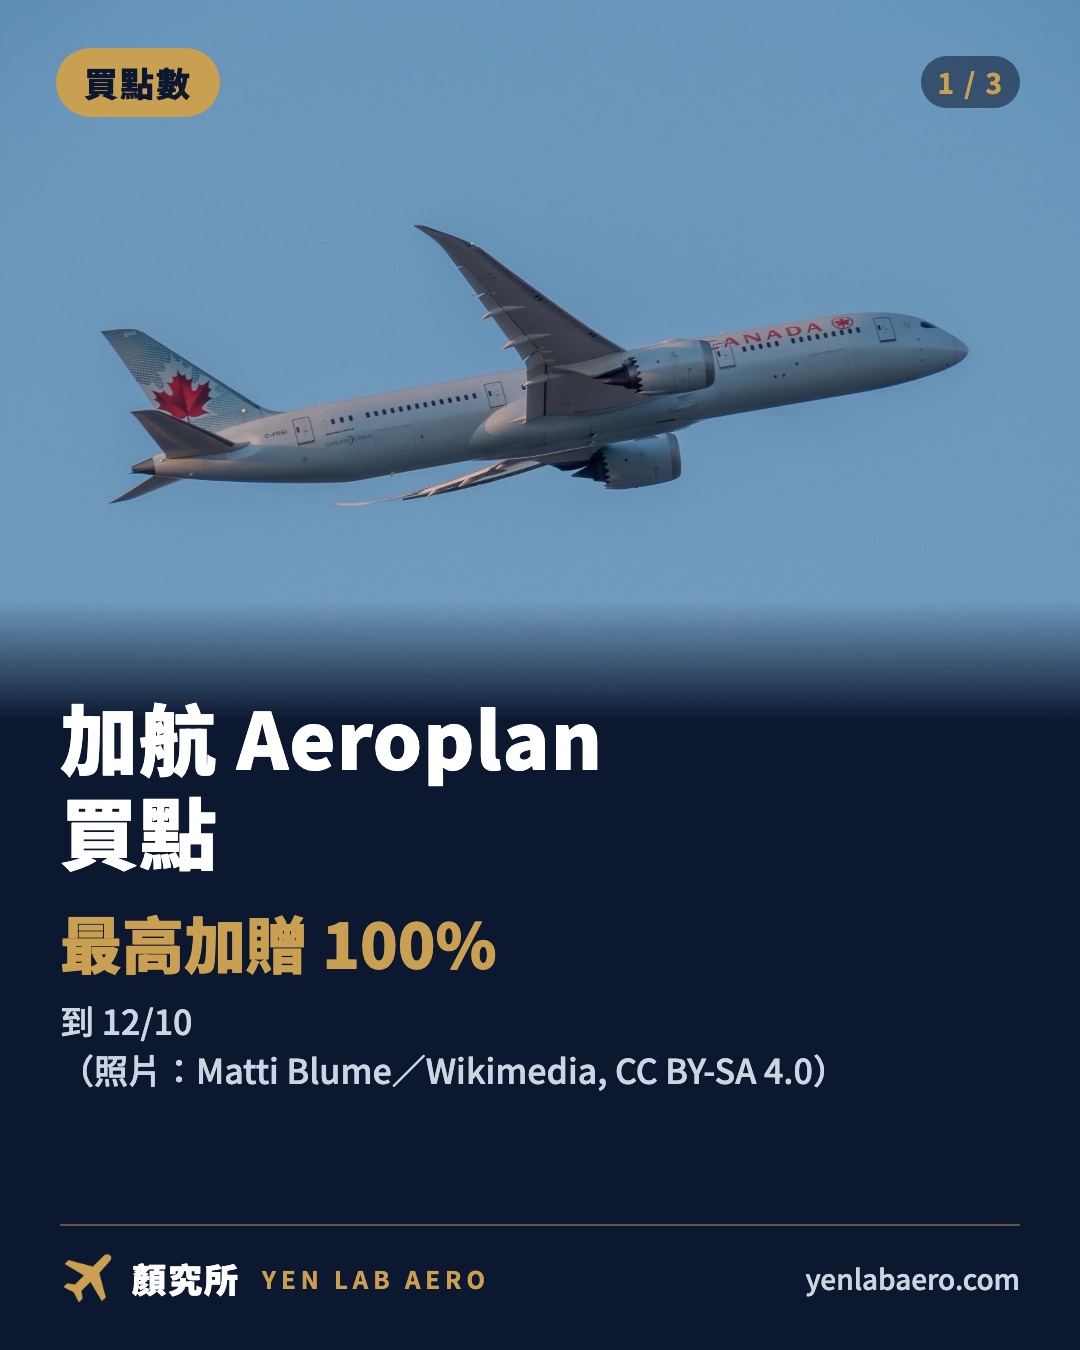 買點數
1 / 3
CANADA
加航 Aeroplan
買點
最高加贈 100%
到 12/10
（照片：Matti Blume／Wikimedia, CC BY-SA 4.0）
顏究所 YEN LAB AERO
yenlabaero.com